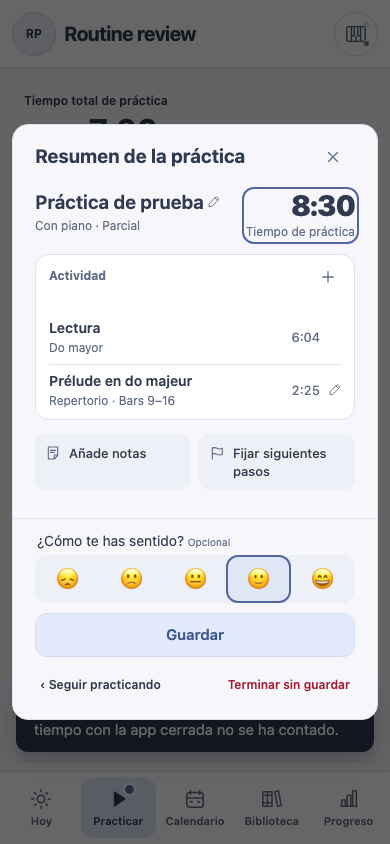 RP
Routine review
Tiempo total de práctica
Resumen de la práctica
Práctica de prueba
Con piano · Parcial
8:30
Tiempo de práctica
Actividad
Lectura
Do mayor
6:04
Prélude en do majeur
Repertorio · Bars 9–16
2:25
Añade notas
Fijar siguientes
pasos
¿Cómo te has sentido? Opcional
Guardar
‹ Seguir practicando
Terminar sin guardar
tiempo con la app cerrada no se ha contado.
Hoy
Practicar
Calendario
Biblioteca
Progreso